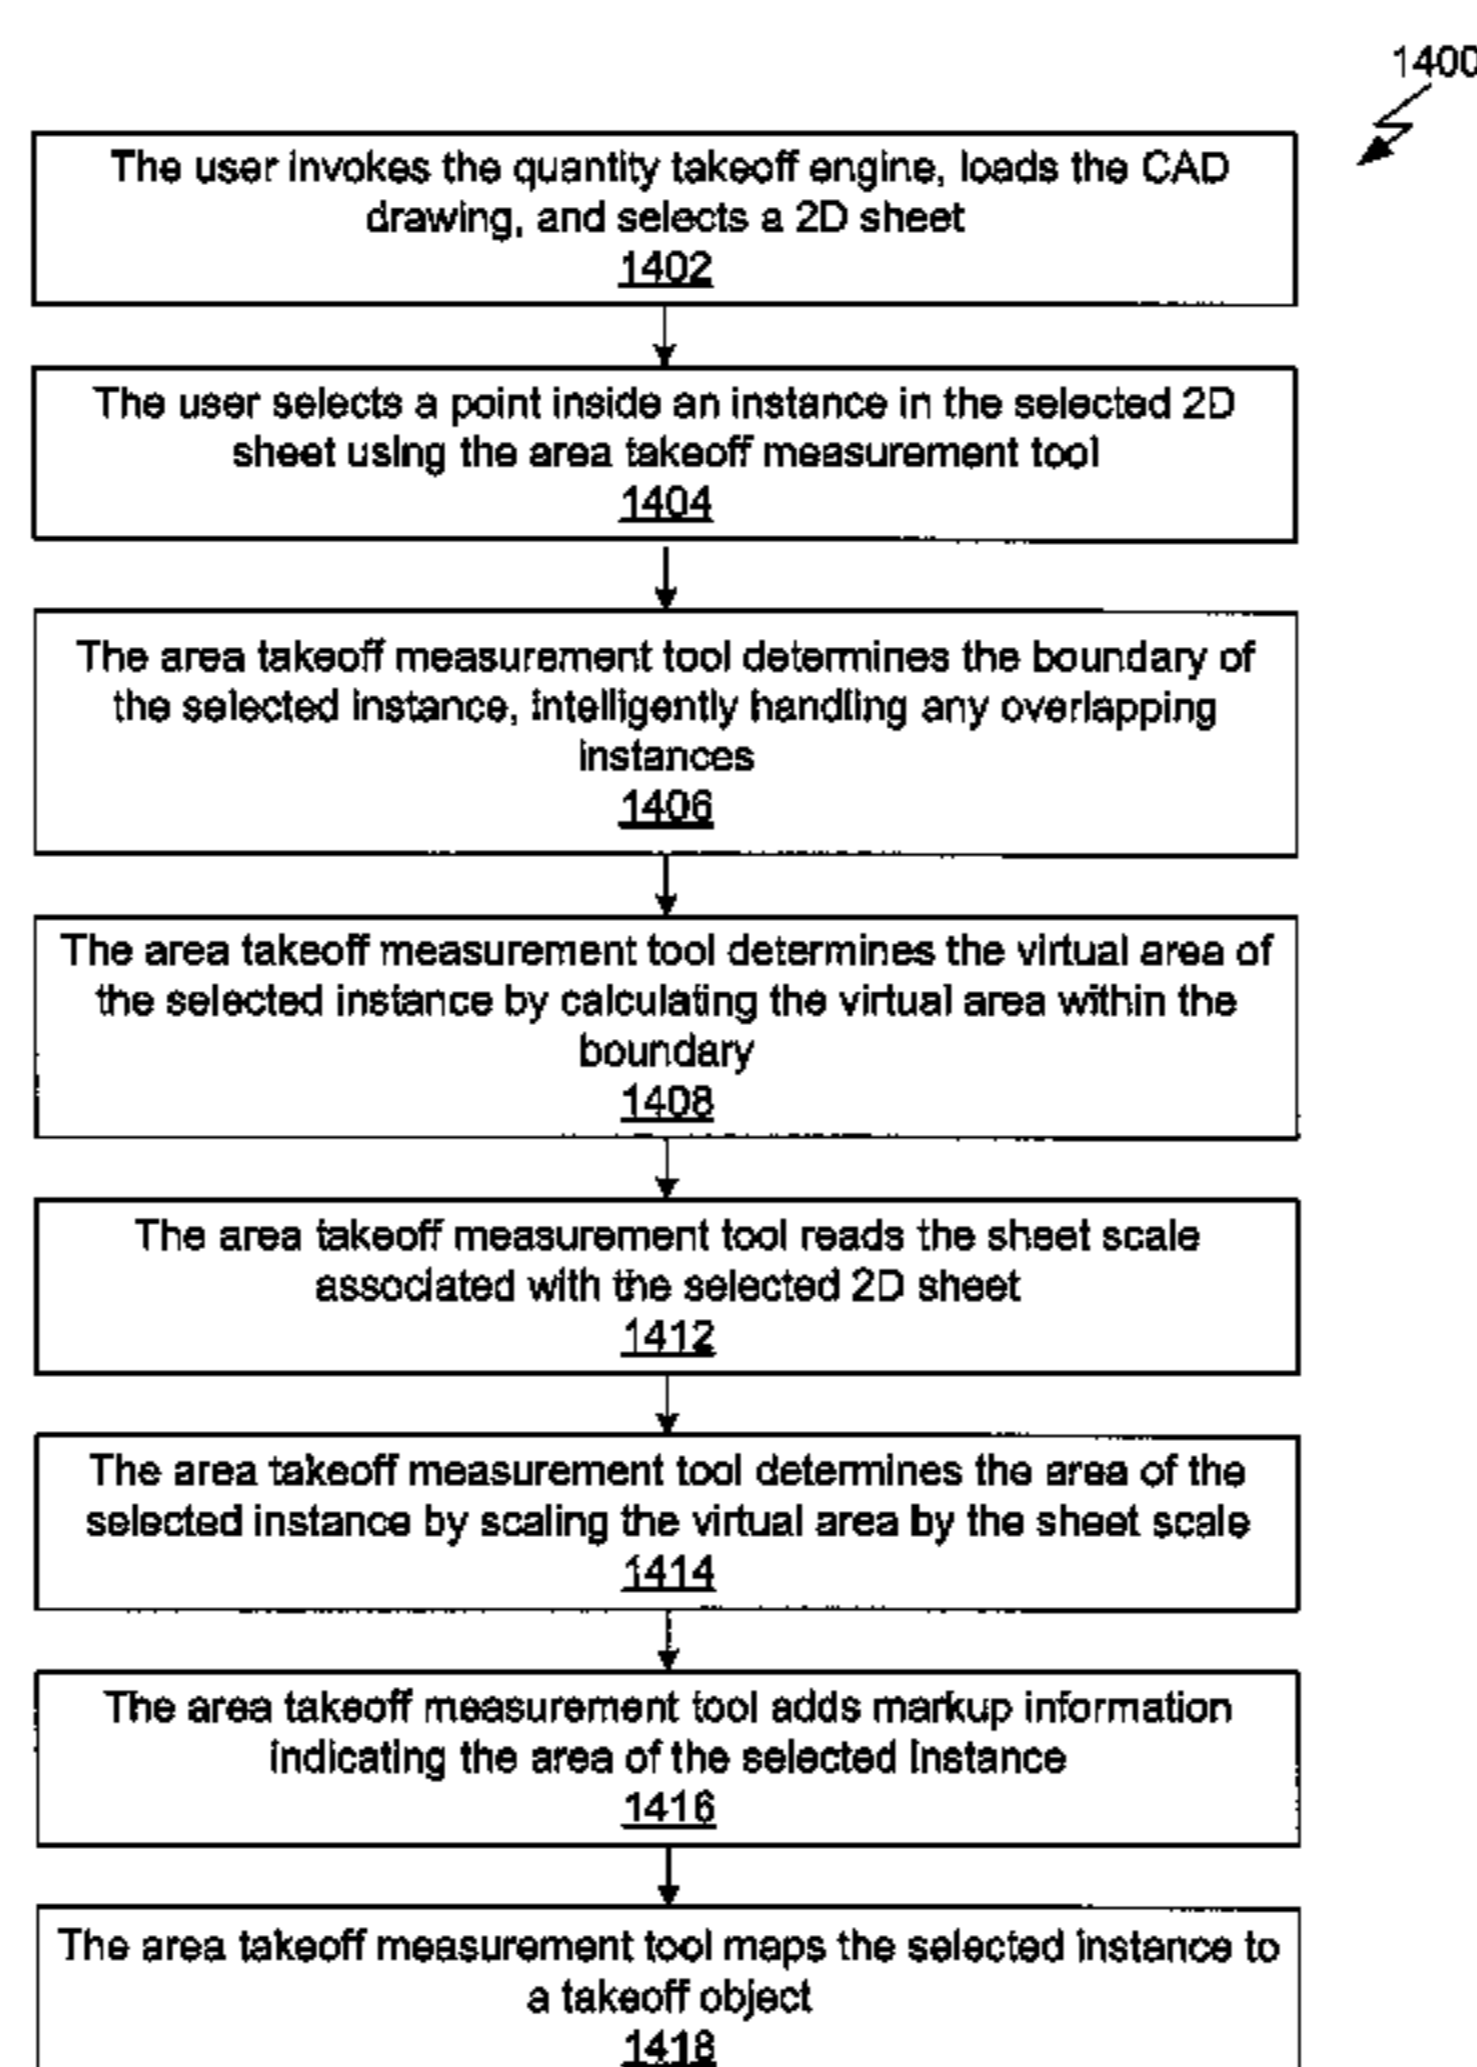 1400
The user invokes the quantity takeoff engine, loads the CAD
drawing, and selects a 2D sheet
1402
The user selects a point inside an instance in the selected 2D
sheet using the area takeoff measurement tool
1404
The area takeoff measurement tool determines the boundary of
the selected instance, intelligently handling any overlapping
instances
1406
The area takeoff measurement tool determines the virtual area of
the selected instance by calculating the virtual area within the
boundary
1408
The area takeoff measurement tool reads the sheet scale
associated with the selected 2D sheet
1412
The area takeoff measurement tool determines the area of the
selected instance by scaling the virtual area by the sheet scale
1414
The area takeoff measurement tool adds markup information
indicating the area of the selected instance
1416
The area takeoff measurement tool maps the selected instance to
a takeoff object
1418